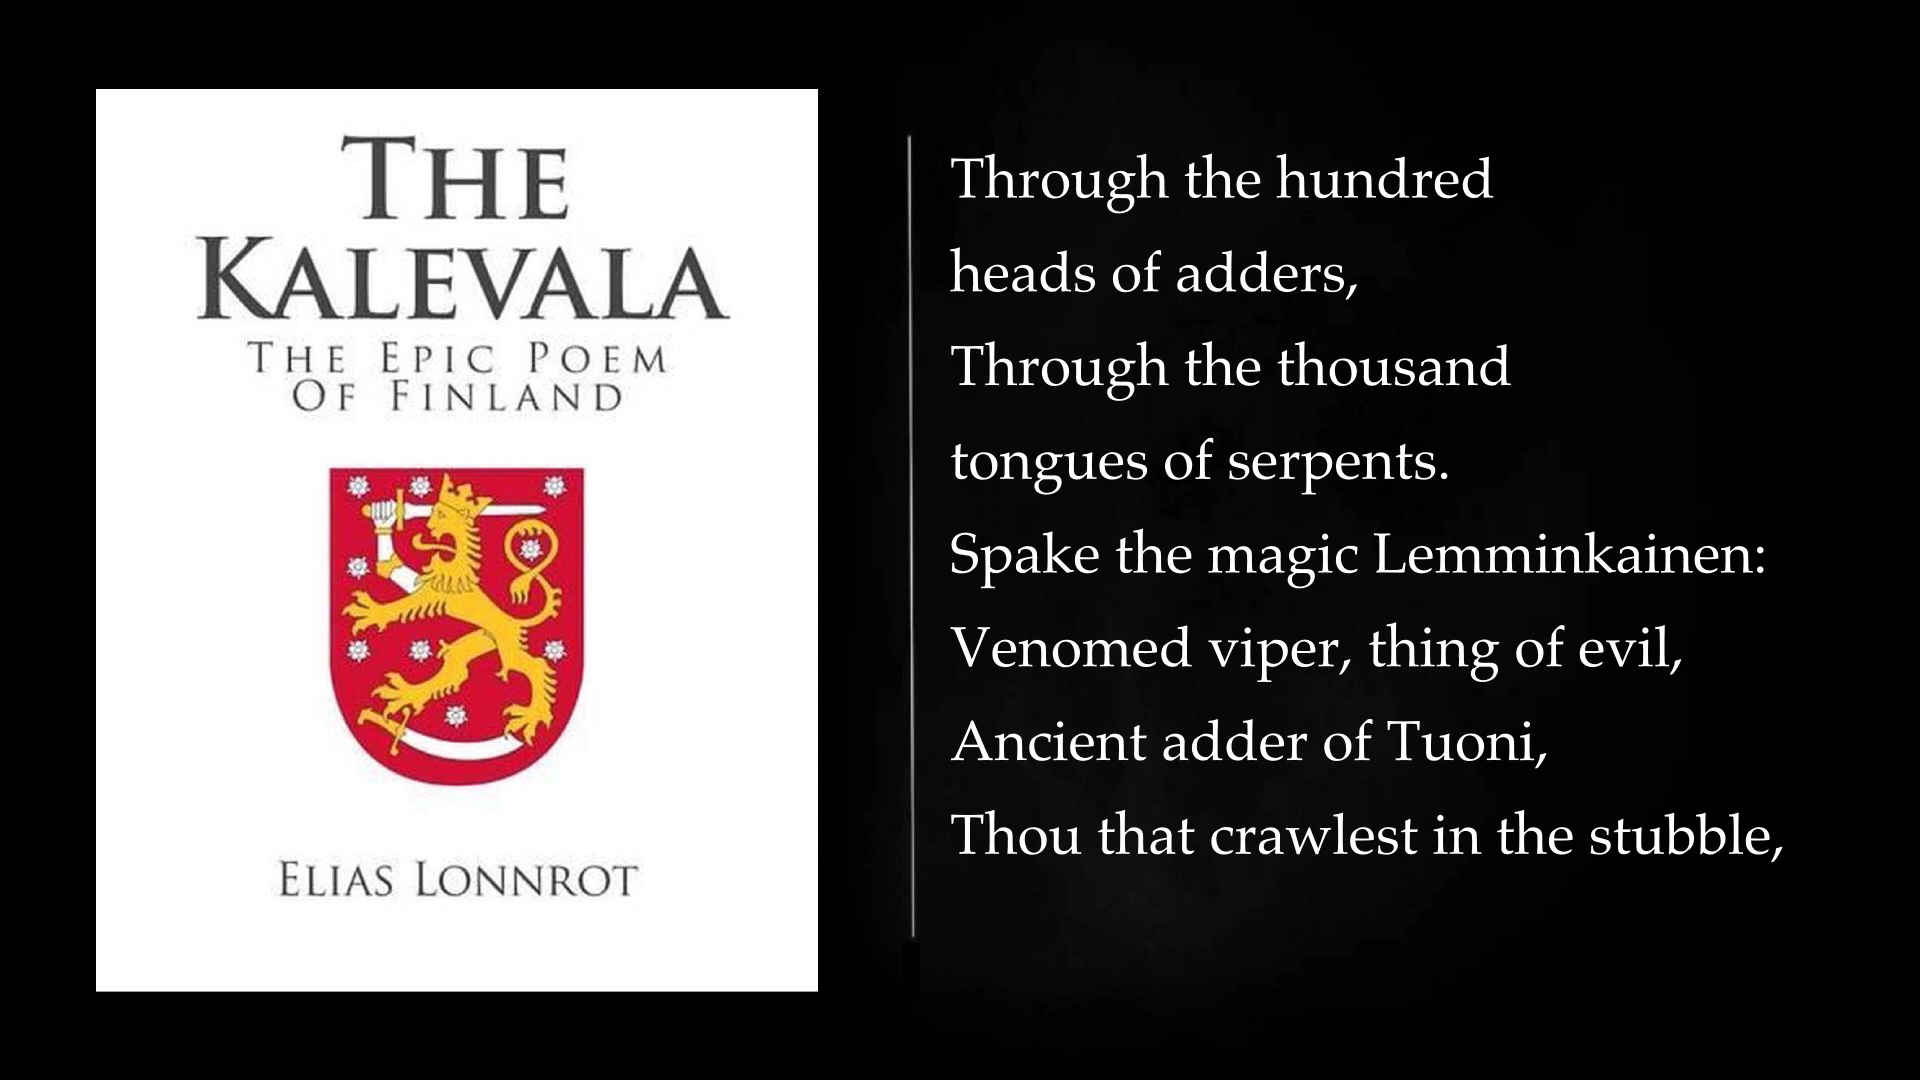 THE
KALEVALA
THE EPIC POEM
OF FINLAND
ELIAS LONNROT
Through the hundred
heads of adders,
Through the thousand
tongues of serpents.
Spake the magic Lemminkainen:
Venomed viper, thing of evil,
Ancient adder of Tuoni,
Thou that crawlest in the stubble,